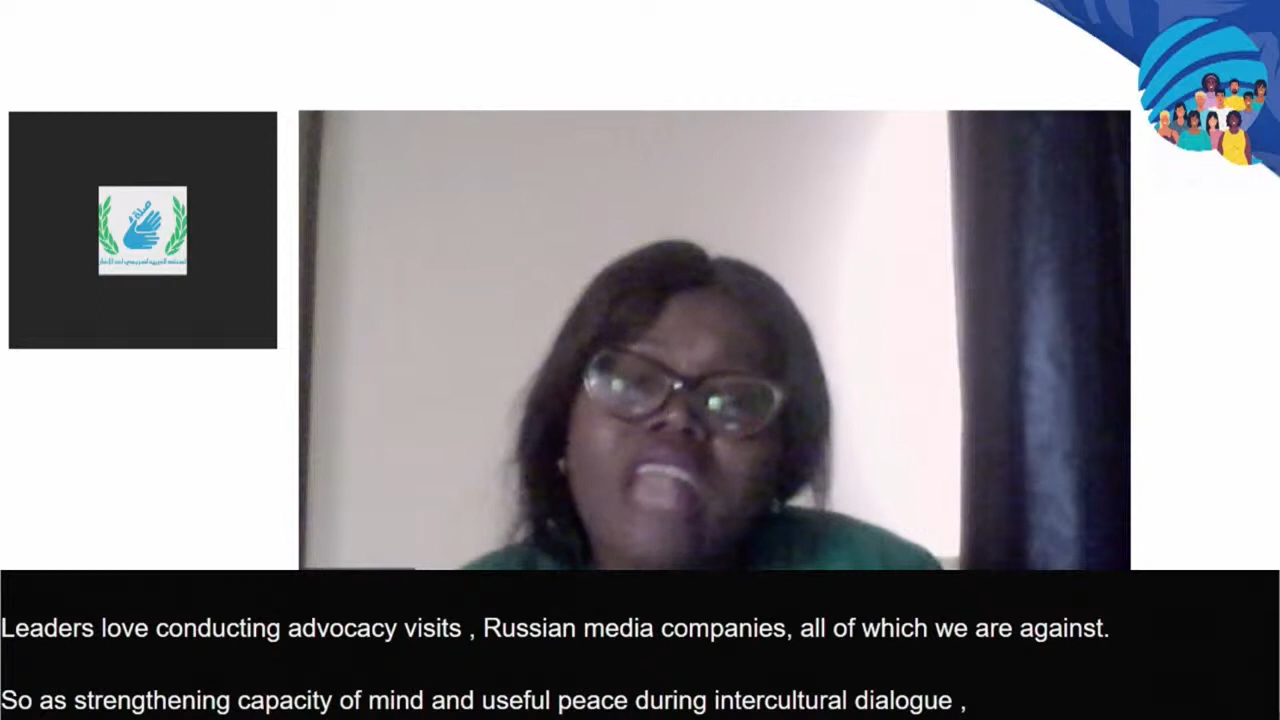 صلة
Leaders love conducting advocacy visits , Russian media companies, all of which we are against.
So as strengthening capacity of mind and useful peace during intercultural dialogue ,